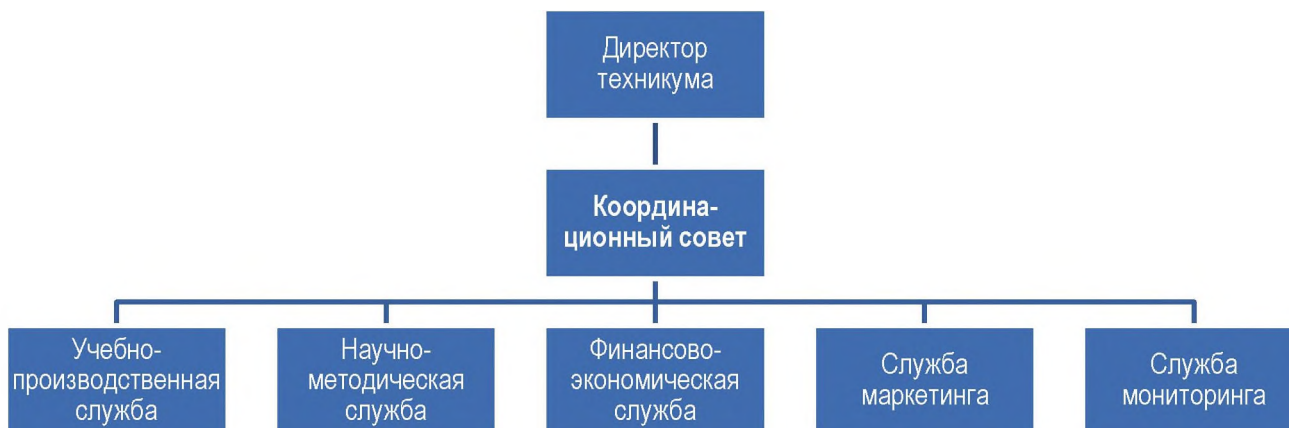 Директор
техникума
Координа-
ционный совет
Учебно-
производственная
служба
Научно-
методическая
служба
Финансово-
экономическая
служба
Служба
маркетинга
Служба
мониторинга